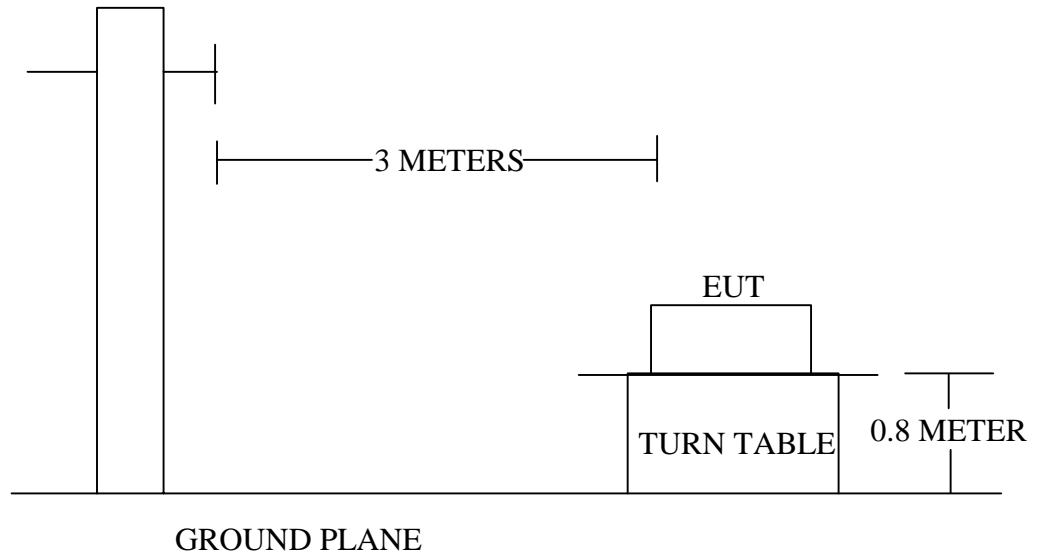 3 METERS
EUT
TURN TABLE
0.8 METER
GROUND PLANE